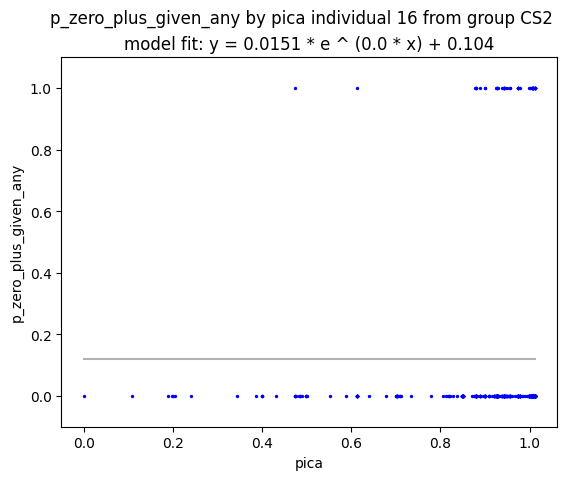 p_zero_plus_given_any by pica individual 16 from group CS2
model fit: y = 0.0151 * e ^ (0.0 * x) + 0.104
1.0
0.8
0.6
0.4
0.2
0.0
p_zero_plus_given_any
0.0 0.2 0.4 0.6 0.8 1.0
pica